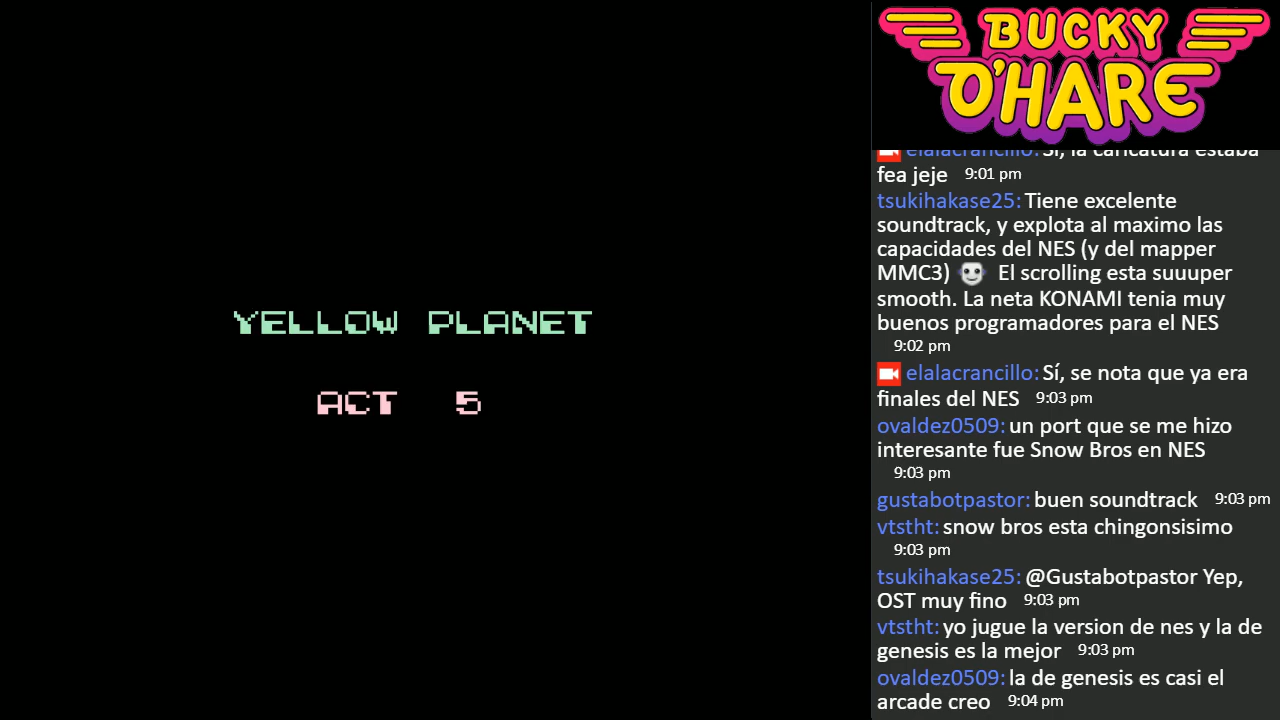 YELLOW PLANET
ACT 5
BUCKY
O'HARE
elalacrancillo: Sí, la caricatura estaba
fea jeje 9:01 pm
tsukihakase25: Tiene excelente
soundtrack, y explota al maximo las
capacidades del NES (y del mapper
MMC3) El scrolling esta suuuper
smooth. La neta KONAMI tenia muy
buenos programadores para el NES
9:02 pm
elalacrancillo: Sí, se nota que ya era
finales del NES 9:03 pm
ovaldez0509: un port que se me hizo
interesante fue Snow Bros en NES
9:03 pm
gustabotpastor: buen soundtrack 9:03 pm
vtstht: snow bros esta chingonsisimo
9:03 pm
tsukihakase25: @Gustabotpastor Yep,
OST muy fino 9:03 pm
vtstht: yo jugue la version de nes y la de
genesis es la mejor 9:03 pm
ovaldez0509: la de genesis es casi el
arcade creo 9:04 pm